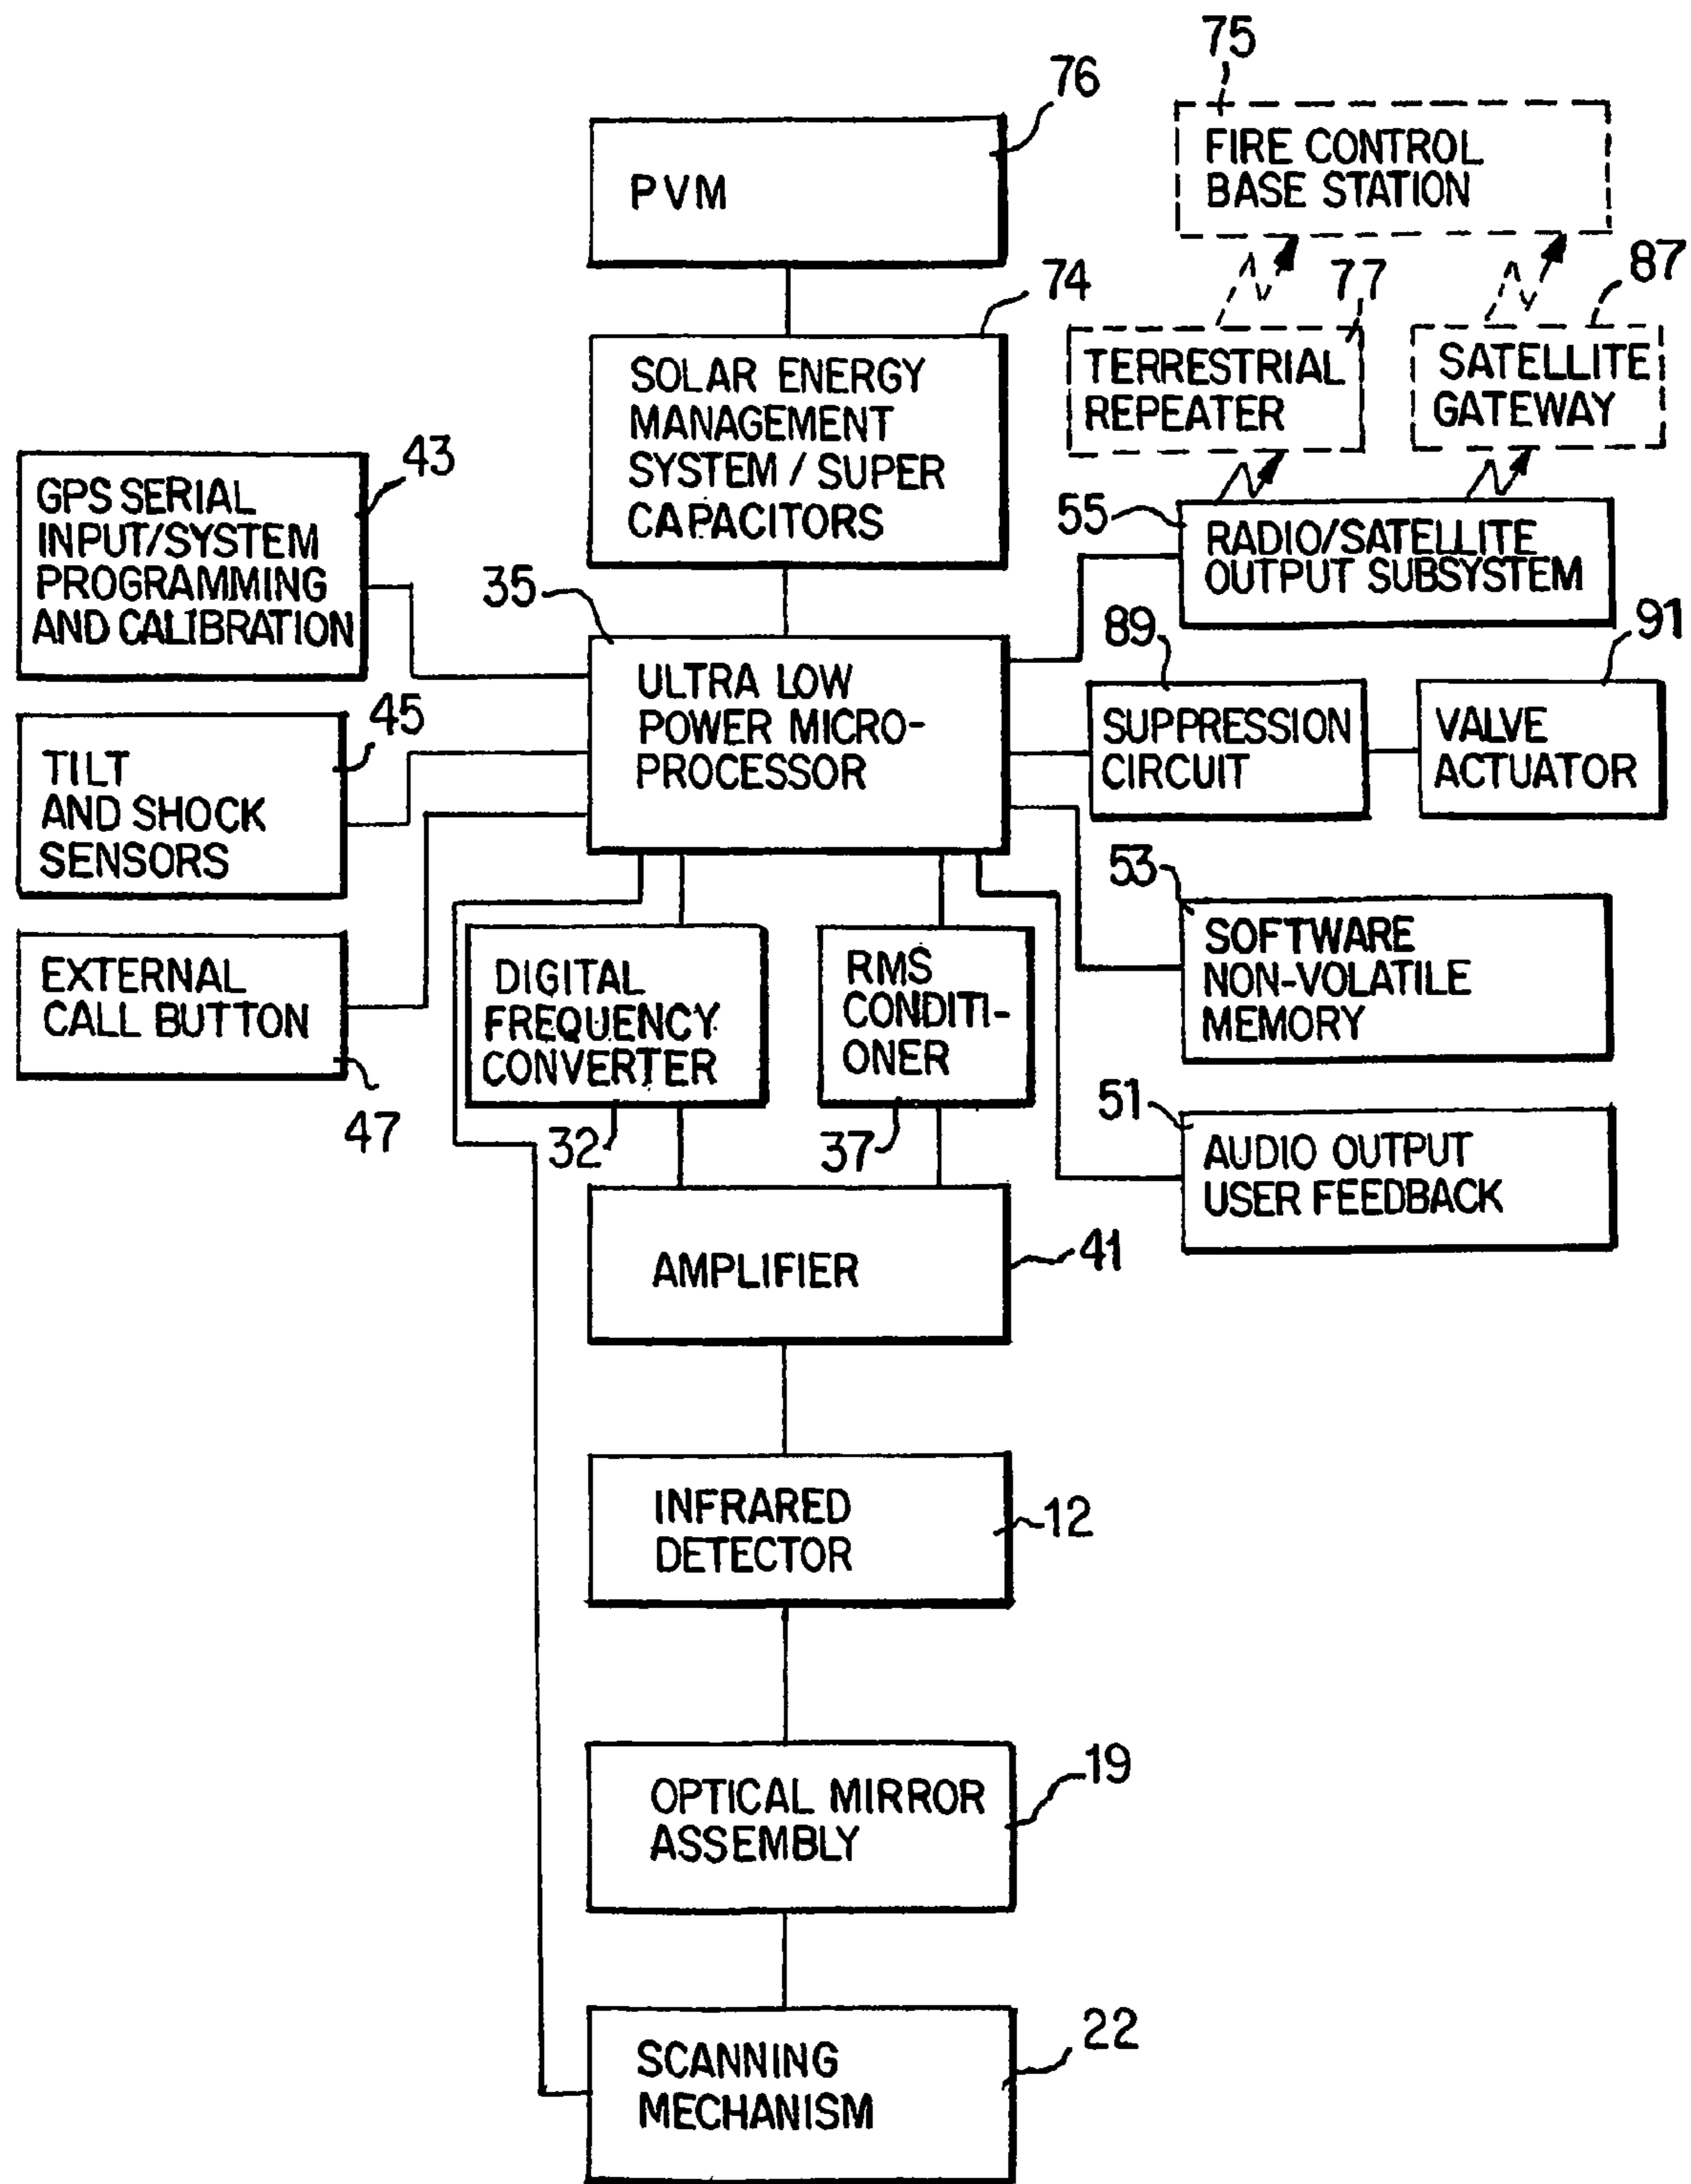 75
76
FIRE CONTROL
BASE STATION
PVM
87
77
74
TERRESTRIAL
REPEATER
SATELLITE
GATEWAY
SOLAR ENERGY
MANAGEMENT
SYSTEM / SUPER
CAPACITORS
43
GPS SERIAL
INPUT/SYSTEM
PROGRAMMING
AND CALIBRATION
55
RADIO/SATELLITE
OUTPUT SUBSYSTEM
35
89
91
ULTRA LOW
POWER MICRO-
PROCESSOR
45
TILT
AND SHOCK
SENSORS
SUPPRESSION
CIRCUIT
VALVE
ACTUATOR
53
SOFTWARE
NON-VOLATILE
MEMORY
EXTERNAL
CALL BUTTON
47
DIGITAL
FREQUENCY
CONVERTER
32
RMS
CONDITI-
ONER
37
51
AUDIO OUTPUT
USER FEEDBACK
AMPLIFIER
41
INFRARED
DETECTOR
12
OPTICAL MIRROR
ASSEMBLY
19
SCANNING
MECHANISM
22